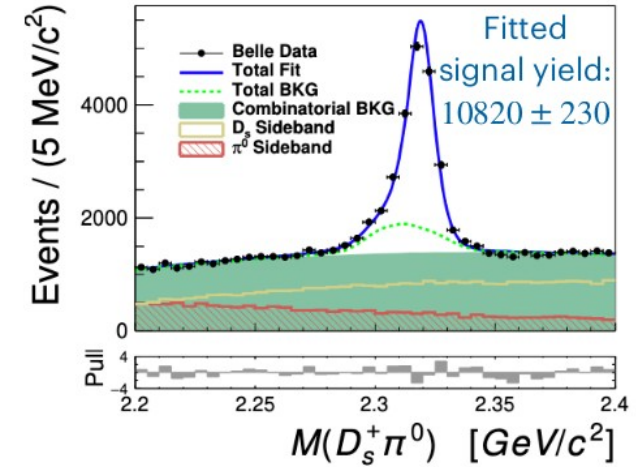 Events / (5 MeV/c²)
4000
2000
0
Belle Data
Total Fit
Total BKG
Combinatorial BKG
Dₛ Sideband
π⁰ Sideband
Fitted
signal yield:
10820 ± 230
Pull
4
−4
2.2
2.25
2.3
2.35
2.4
M(Dₛ⁺π⁰) [GeV/c²]